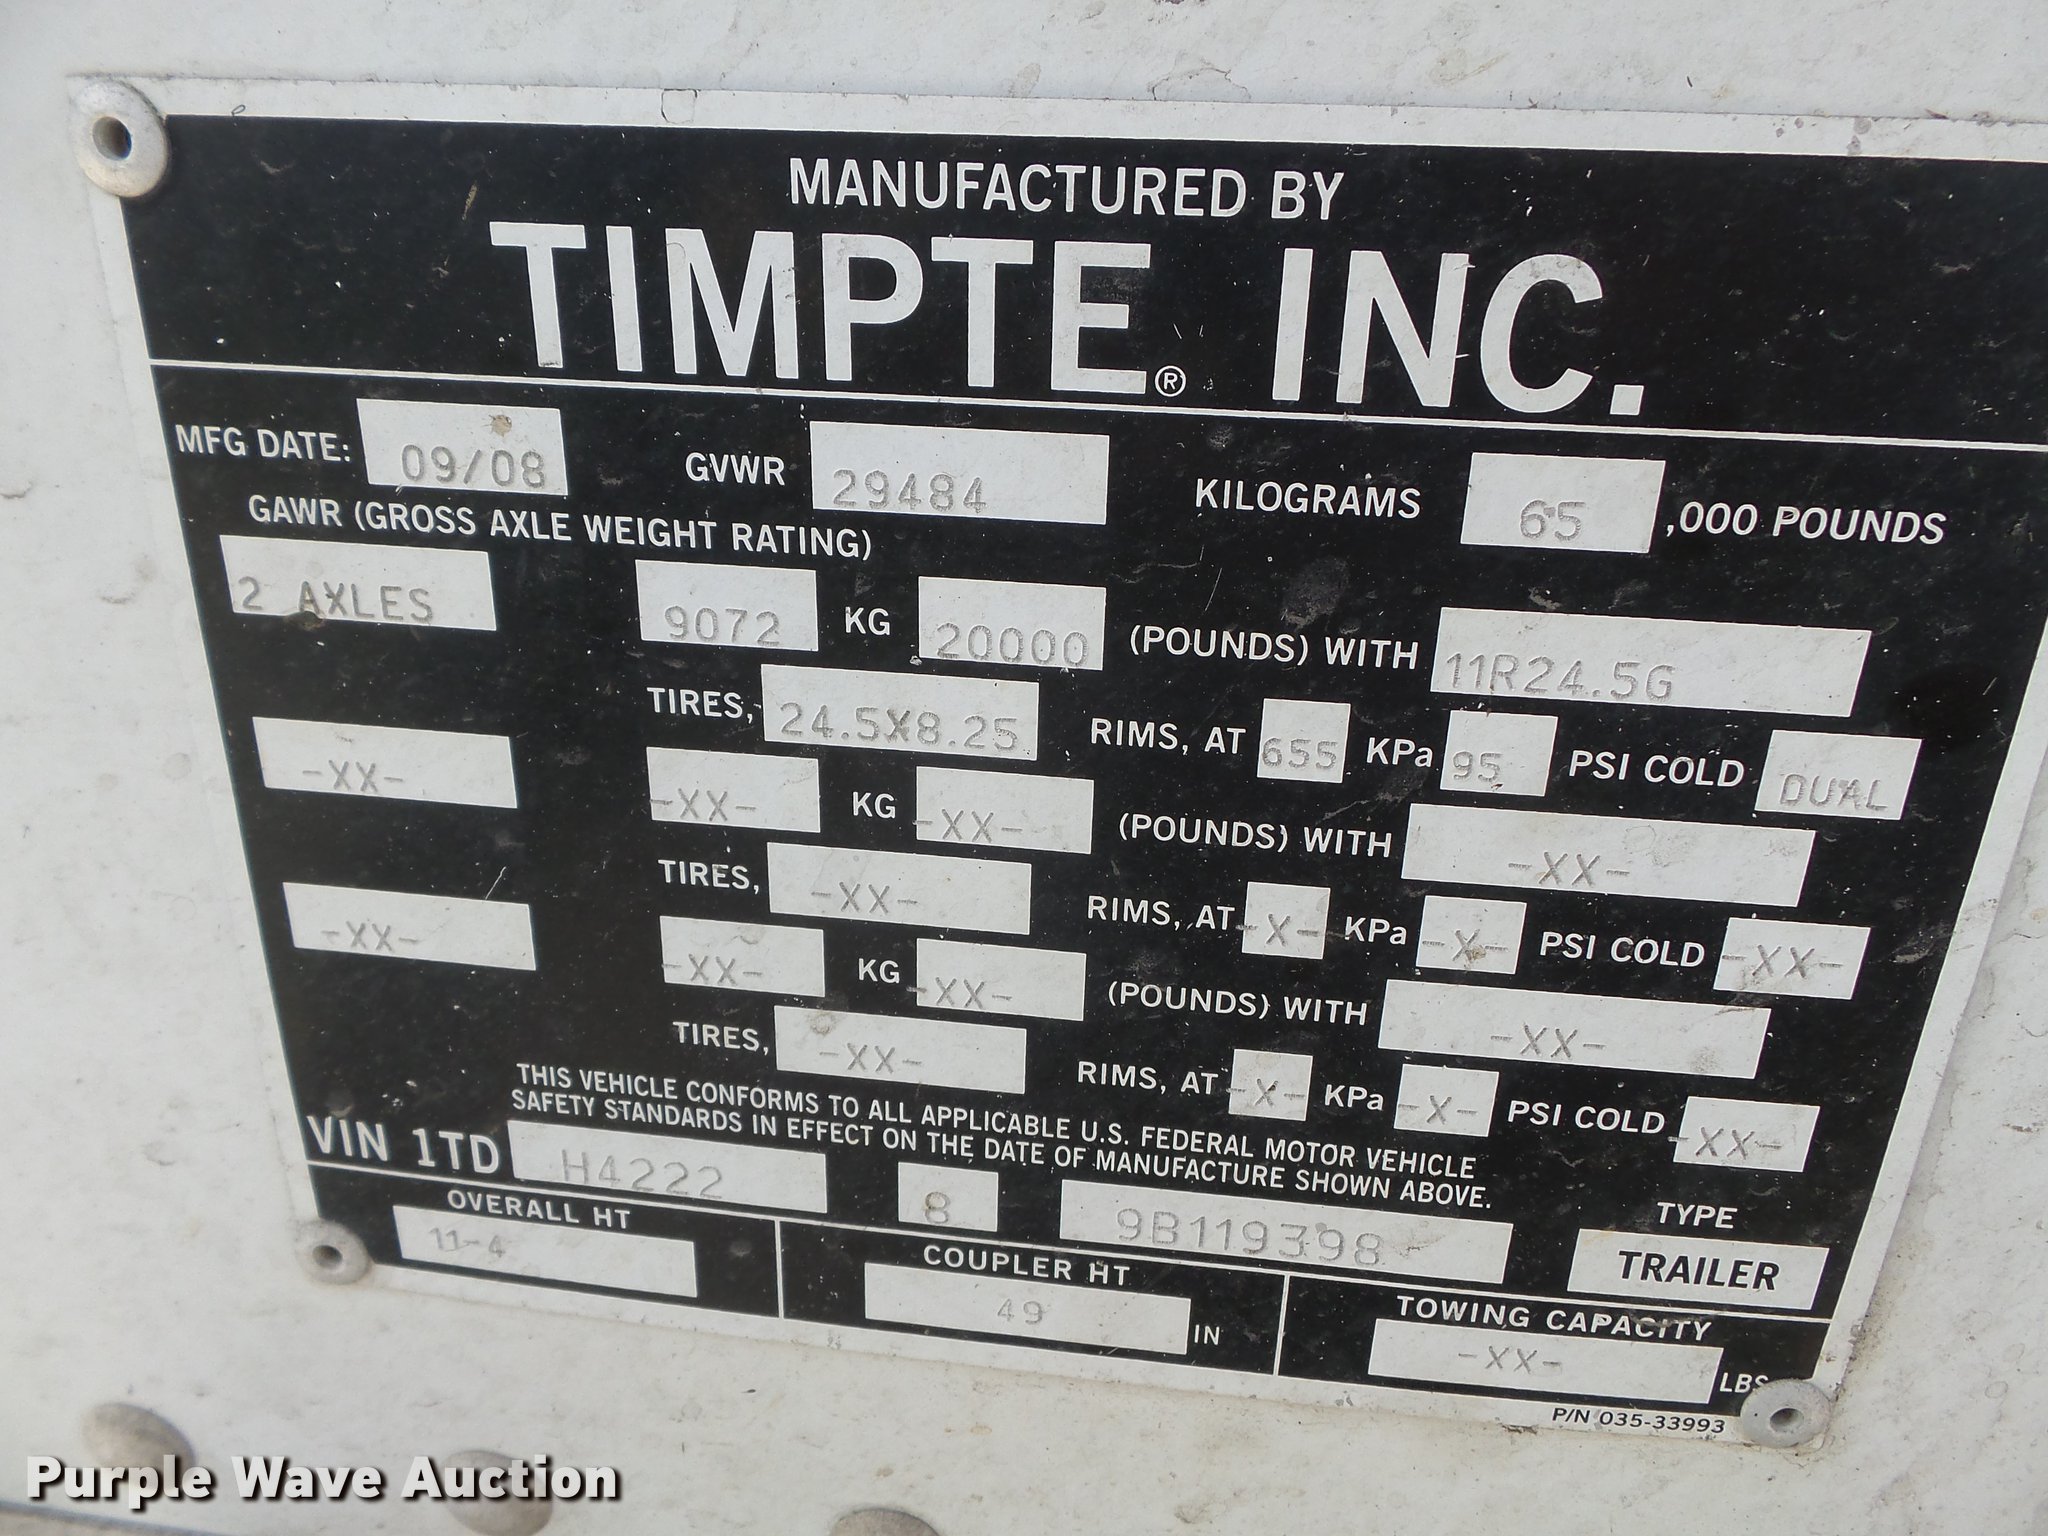 MANUFACTURED BY
TIMPTE® INC.
MFG DATE: 09/08 GVWR 29484 KILOGRAMS 65 ,000 POUNDS
GAWR (GROSS AXLE WEIGHT RATING)
2 AXLES 9072 KG 20000 (POUNDS) WITH 11R24.5G
TIRES, 24.5X8.25 RIMS, AT 655 KPa 95 PSI COLD DUAL
-XX- -XX- KG -XX- (POUNDS) WITH -XX-
TIRES, -XX- RIMS, AT -X- KPa -X- PSI COLD -XX-
-XX- -XX- KG -XX- (POUNDS) WITH -XX-
TIRES, -XX- RIMS, AT -X- KPa -X- PSI COLD -XX-
THIS VEHICLE CONFORMS TO ALL APPLICABLE U.S. FEDERAL MOTOR VEHICLE
SAFETY STANDARDS IN EFFECT ON THE DATE OF MANUFACTURE SHOWN ABOVE.
VIN 1TD H4222 8 9B119398 TYPE
TRAILER
OVERALL HT COUPLER HT TOWING CAPACITY
11-4 49 IN -XX- LBS
P/N 035-33993
Purple Wave Auction